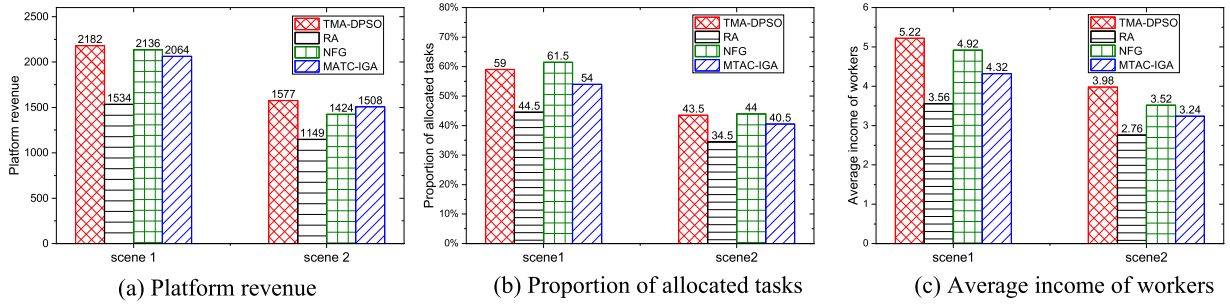 2500
2000
1500
1000
500
0
Platform revenue
2182
1534
2136
2064
1577
1149
1424
1508
TMA-DPSO
RA
NFG
MATC-IGA
scene 1
scene 2
(a) Platform revenue
80%
70%
60%
50%
40%
30%
20%
10%
0%
Proportion of allocated tasks
59
44.5
61.5
54
43.5
34.5
44
40.5
TMA-DPSO
RA
NFG
MTAC-IGA
scene1
scene2
(b) Proportion of allocated tasks
6
5
4
3
2
1
0
Average income of workers
5.22
3.56
4.92
4.32
3.98
2.76
3.52
3.24
TMA-DPSO
RA
NFG
MTAC-IGA
scene1
scene2
(c) Average income of workers